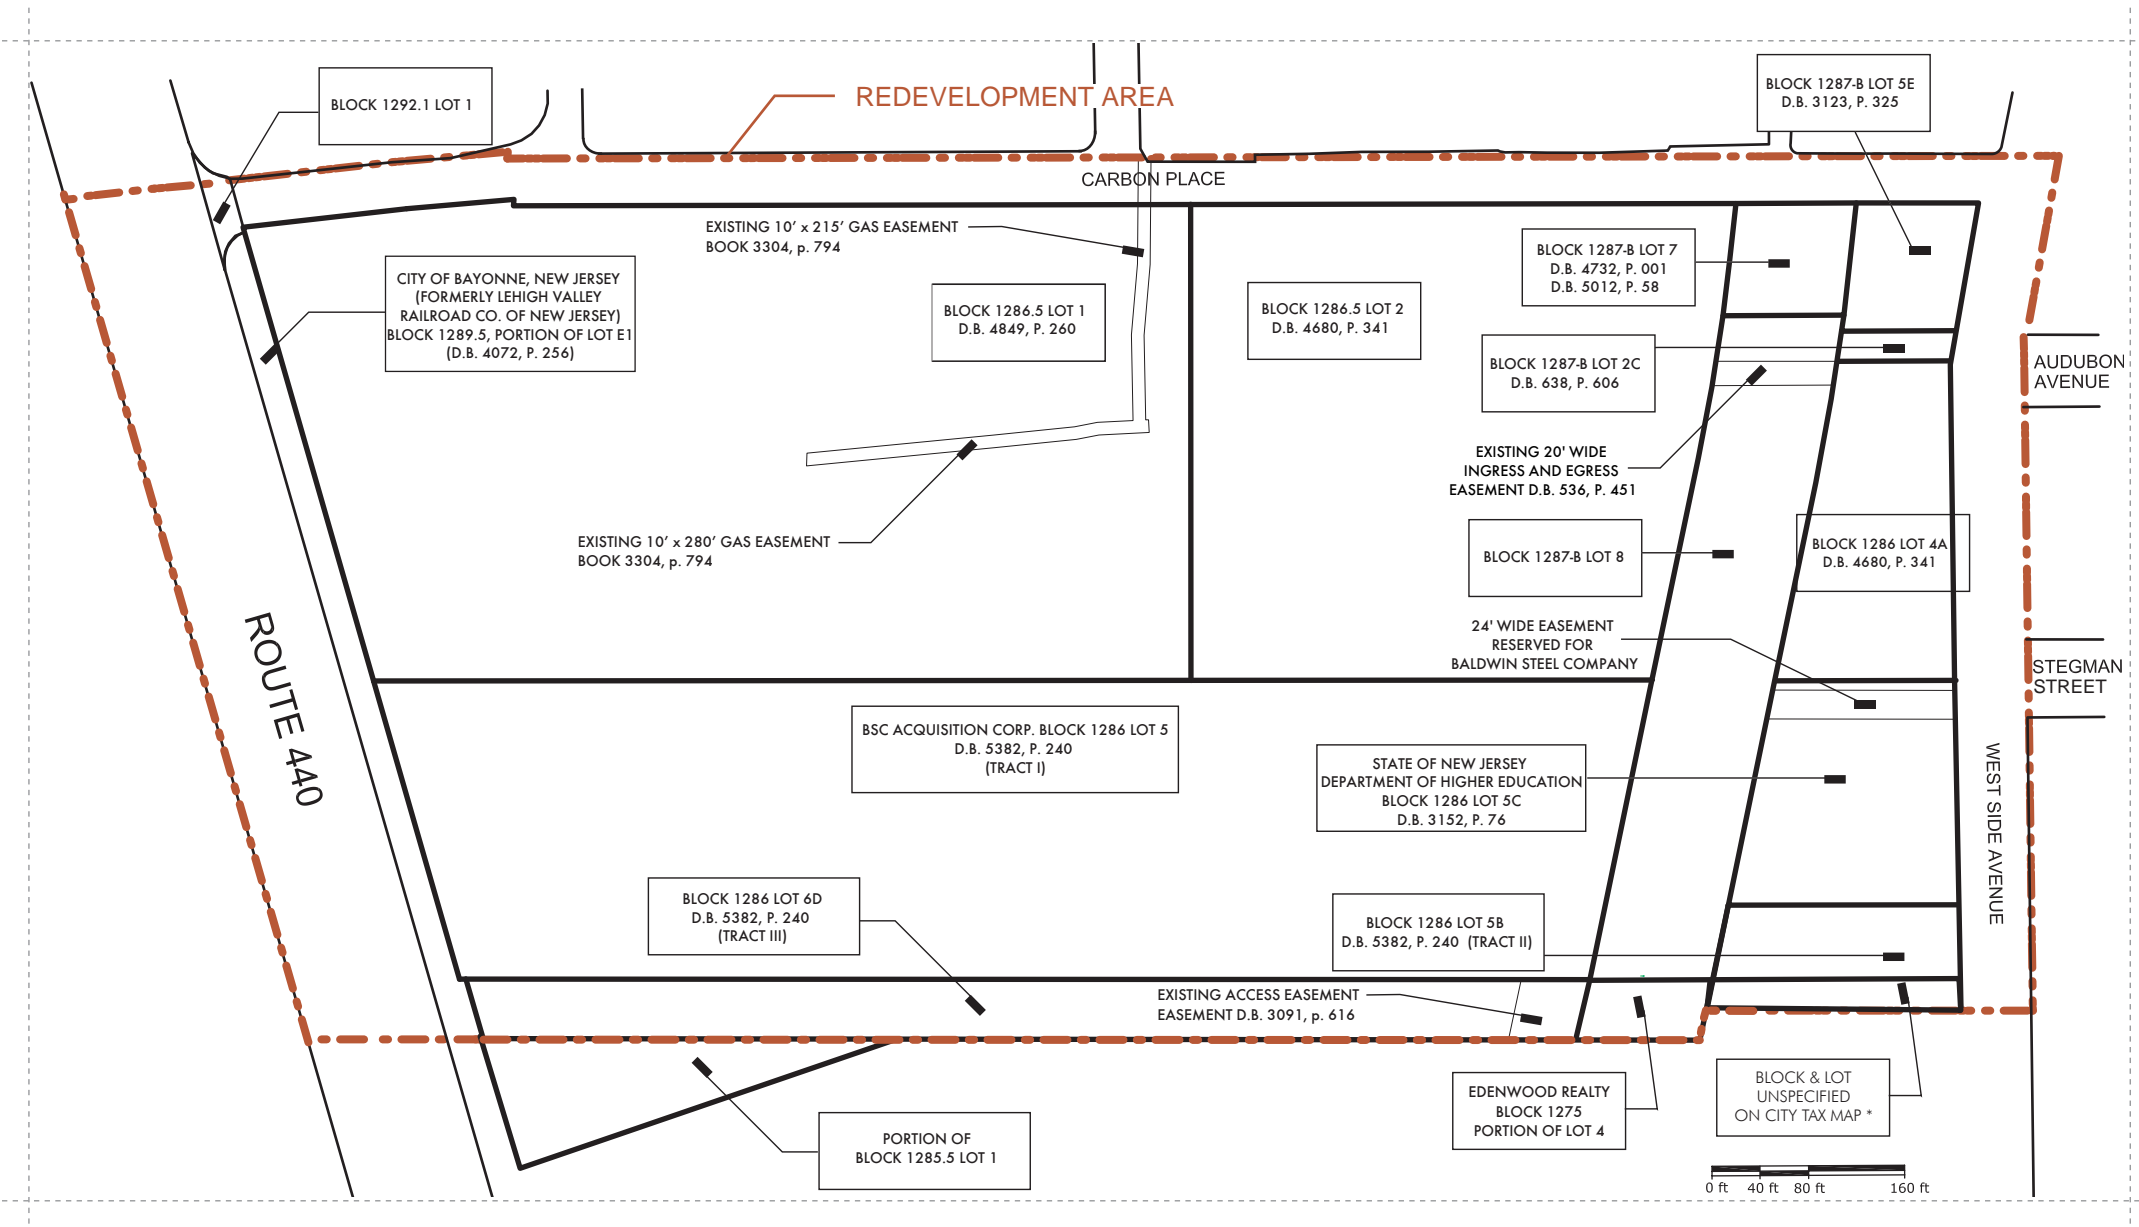 BLOCK 1292.1 LOT 1
REDEVELOPMENT AREA
BLOCK 1287-B LOT 5E
D.B. 3123, P. 325
CARBON PLACE
EXISTING 10' x 215' GAS EASEMENT
BOOK 3304, p. 794
CITY OF BAYONNE, NEW JERSEY
(FORMERLY LEHIGH VALLEY
RAILROAD CO. OF NEW JERSEY)
BLOCK 1289.5, PORTION OF LOT E1
(D.B. 4072, P. 256)
BLOCK 1286.5 LOT 1
D.B. 4849, P. 260
BLOCK 1286.5 LOT 2
D.B. 4680, P. 341
BLOCK 1287-B LOT 7
D.B. 4732, P. 001
D.B. 5012, P. 58
BLOCK 1287-B LOT 2C
D.B. 638, P. 606
AUDUBON
AVENUE
EXISTING 20' WIDE
INGRESS AND EGRESS
EASEMENT D.B. 536, P. 451
EXISTING 10' x 280' GAS EASEMENT
BOOK 3304, p. 794
BLOCK 1287-B LOT 8
BLOCK 1286 LOT 4A
D.B. 4680, P. 341
24' WIDE EASEMENT
RESERVED FOR
BALDWIN STEEL COMPANY
STEGMAN
STREET
ROUTE 440
BSC ACQUISITION CORP. BLOCK 1286 LOT 5
D.B. 5382, P. 240
(TRACT I)
STATE OF NEW JERSEY
DEPARTMENT OF HIGHER EDUCATION
BLOCK 1286 LOT 5C
D.B. 3152, P. 76
WEST SIDE AVENUE
BLOCK 1286 LOT 6D
D.B. 5382, P. 240
(TRACT III)
BLOCK 1286 LOT 5B
D.B. 5382, P. 240 (TRACT II)
EXISTING ACCESS EASEMENT
EASEMENT D.B. 3091, p. 616
EDENWOOD REALTY
BLOCK 1275
PORTION OF LOT 4
BLOCK & LOT
UNSPECIFIED
ON CITY TAX MAP *
PORTION OF
BLOCK 1285.5 LOT 1
0 ft 40 ft 80 ft 160 ft